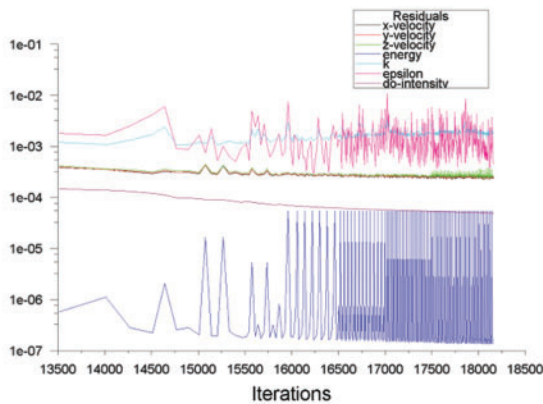 Residuals
x-velocity
y-velocity
z-velocity
energy
k
epsilon
do-intensity
1e-01
1e-02
1e-03
1e-04
1e-05
1e-06
1e-07
13500 14000 14500 15000 15500 16000 16500 17000 17500 18000 18500
Iterations